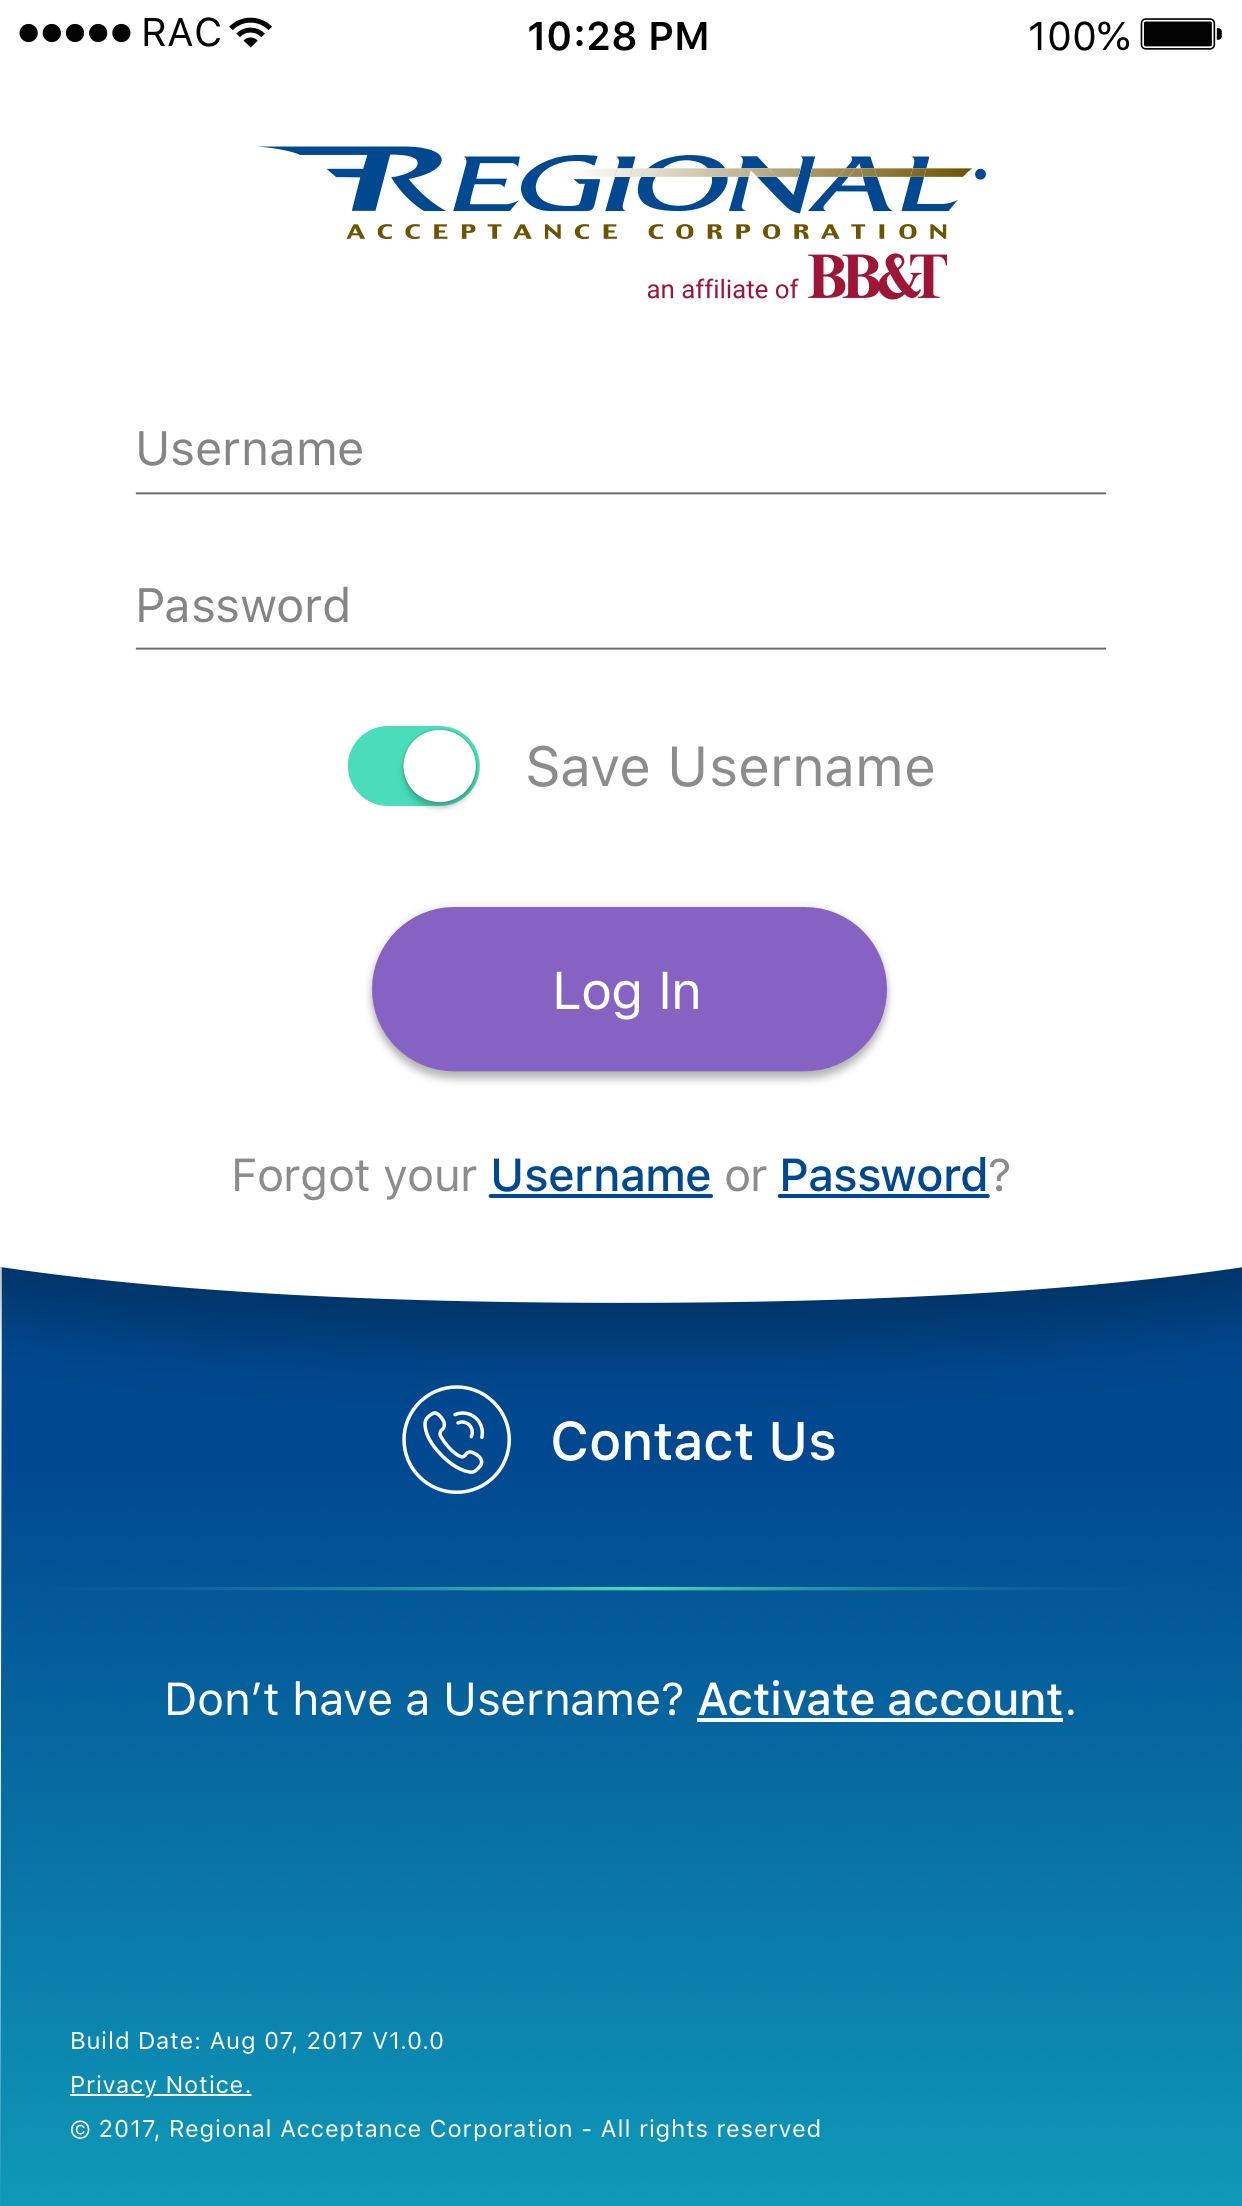 RAC 10:28 PM 100%
REGIONAL
ACCEPTANCE CORPORATION
an affiliate of BB&T
Username
Password
Save Username
Log In
Forgot your Username or Password?
Contact Us
Don’t have a Username? Activate account.
Build Date: Aug 07, 2017 V1.0.0
Privacy Notice.
© 2017, Regional Acceptance Corporation - All rights reserved